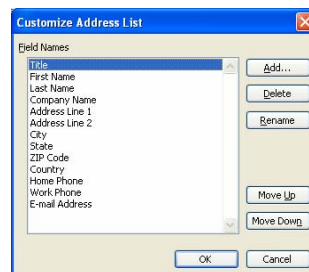 Customize Address List
Field Names
Title
First Name
Last Name
Company Name
Address Line 1
Address Line 2
City
State
ZIP Code
Country
Home Phone
Work Phone
E-mail Address
Add...
Delete
Rename
Move Up
Move Down
OK
Cancel